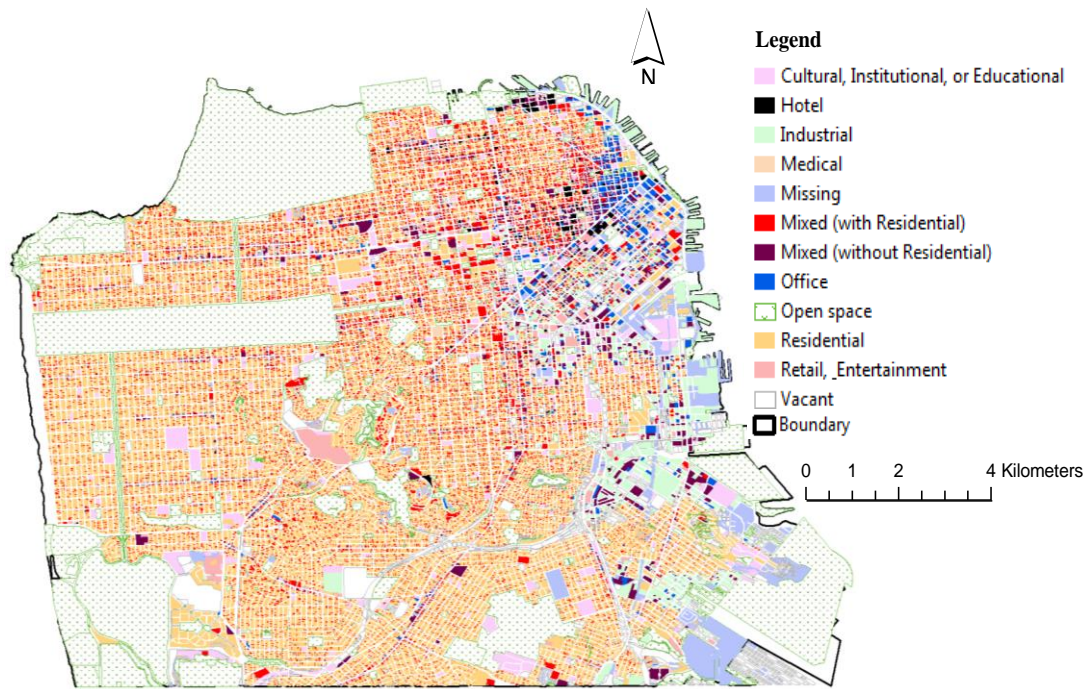 N
Legend
Cultural, Institutional, or Educational
Hotel
Industrial
Medical
Missing
Mixed (with Residential)
Mixed (without Residential)
Office
Open space
Residential
Retail, _Entertainment
Vacant
Boundary
0 1 2 4 Kilometers